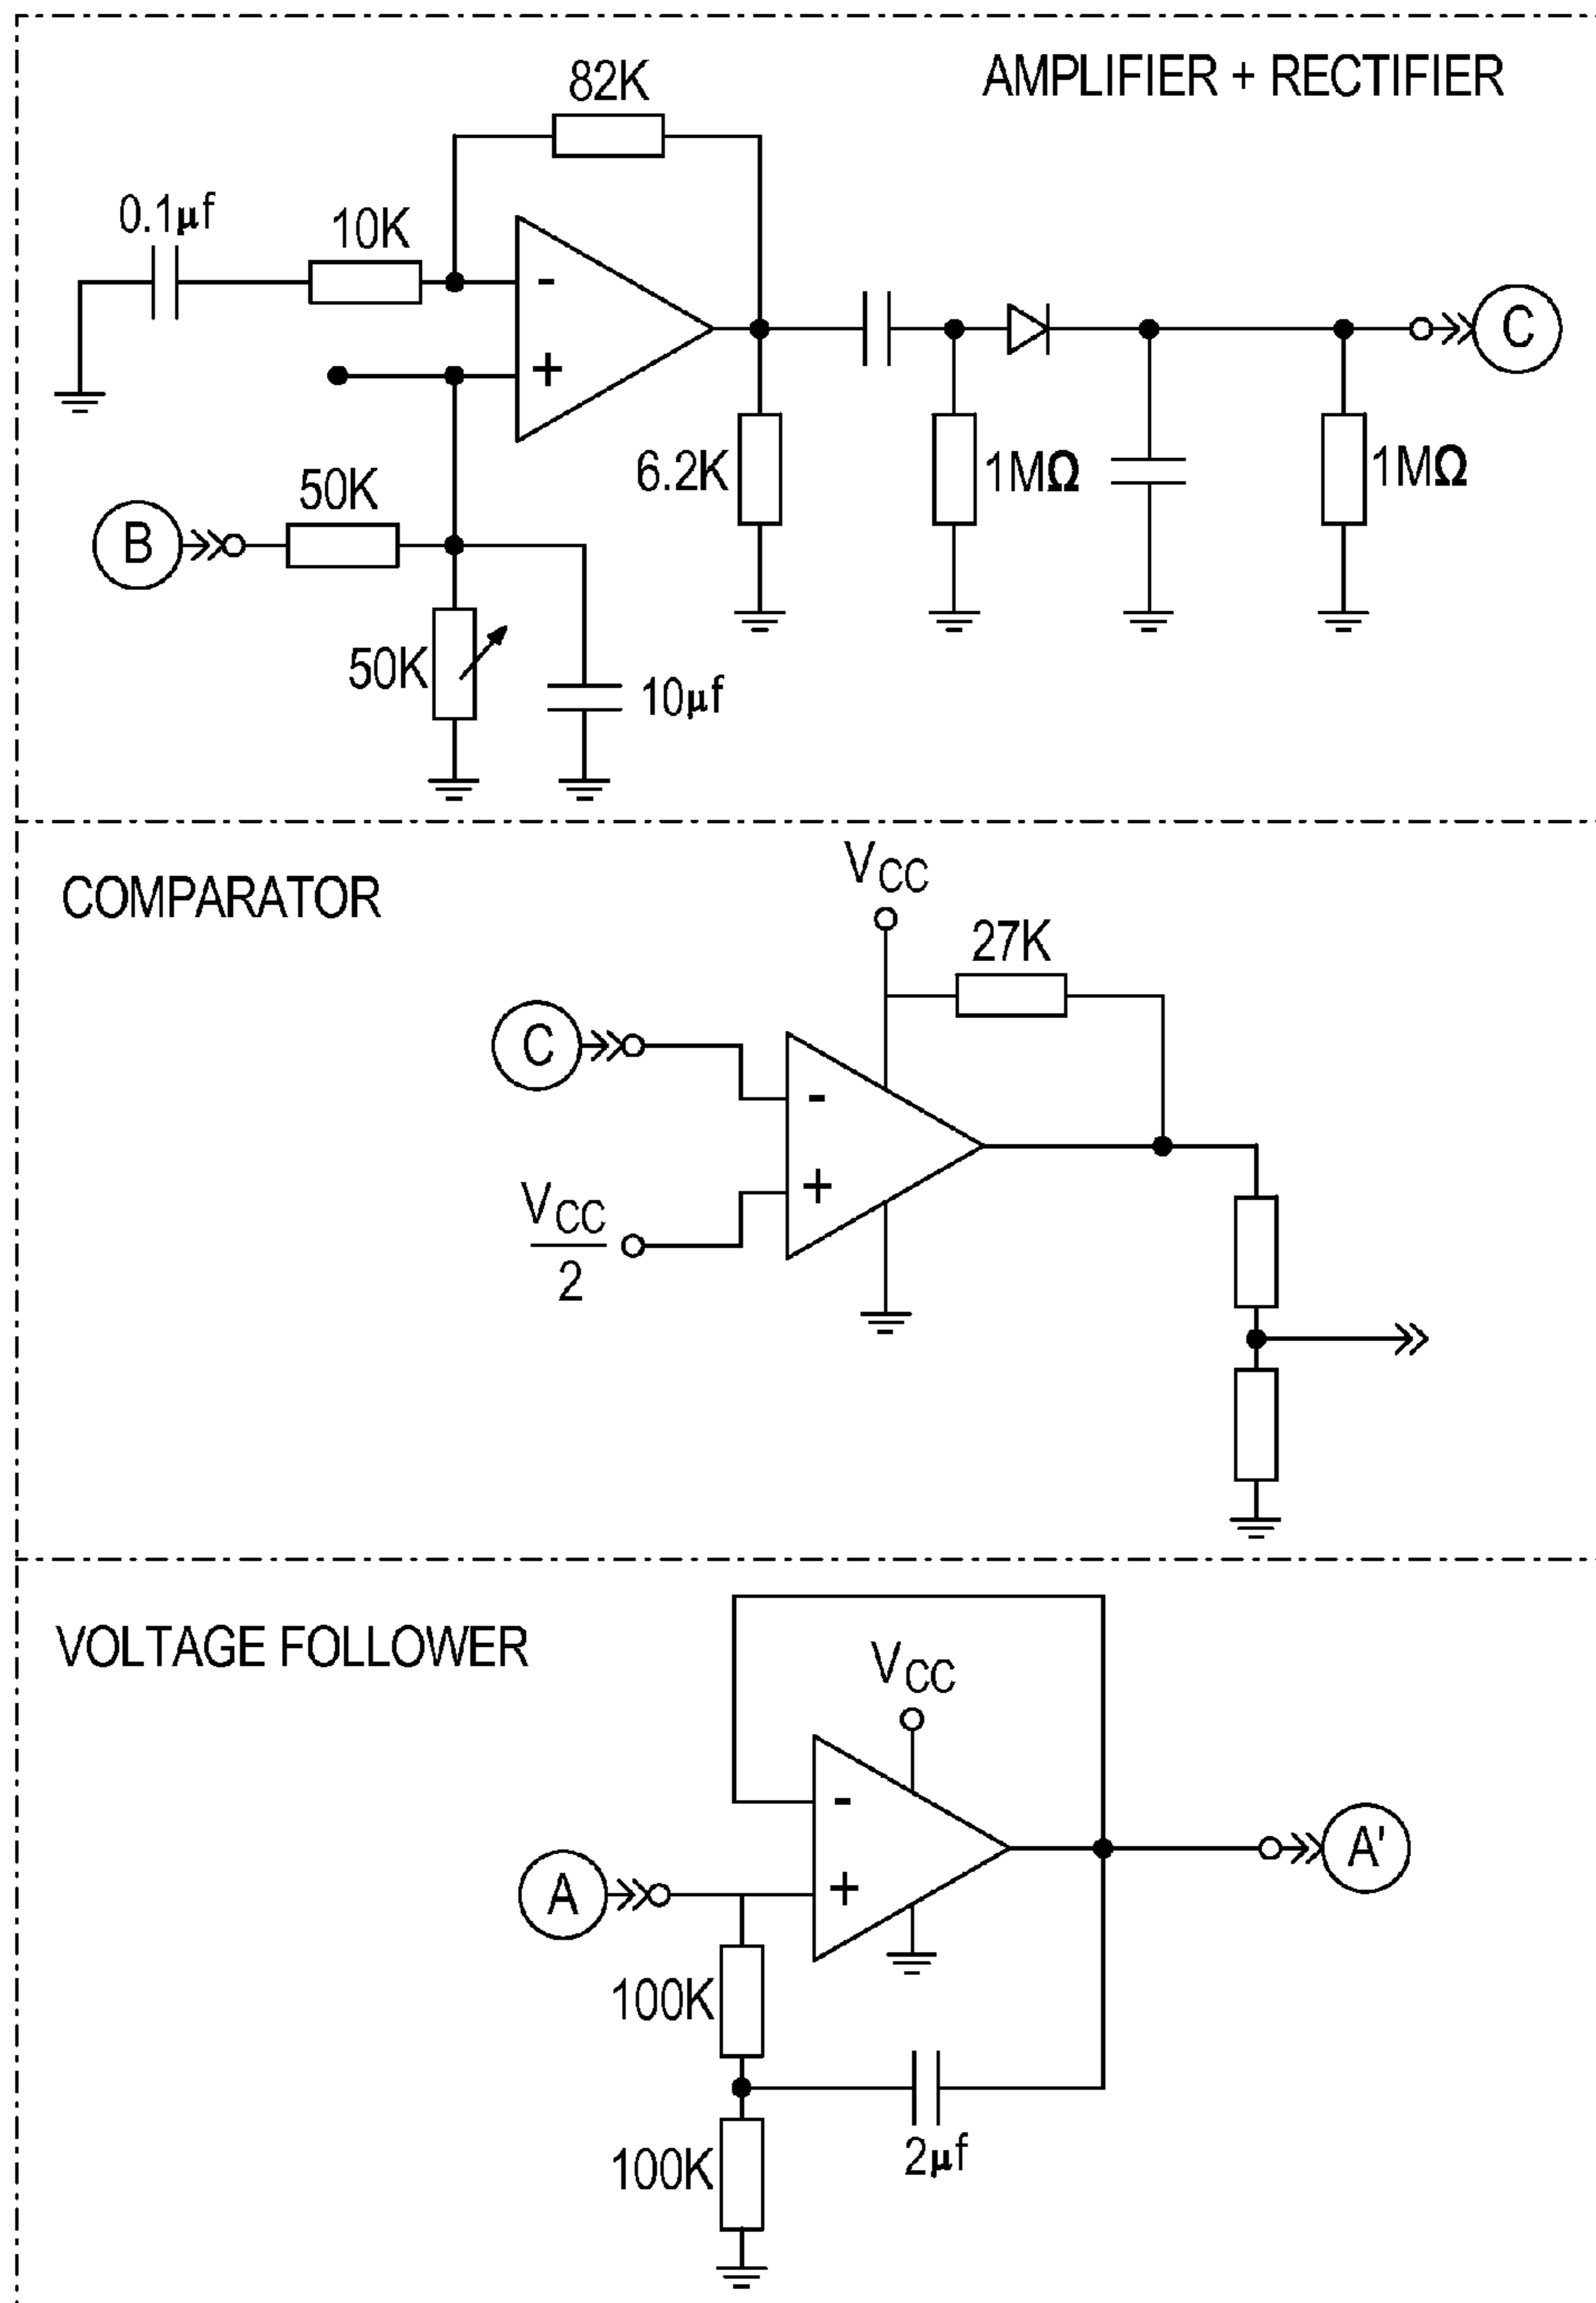 AMPLIFIER + RECTIFIER
82K
0.1µf
10K
-
+
C
50K
6.2K
1MΩ
1MΩ
B
50K
10µf
COMPARATOR
VCC
27K
C
-
+
VCC
2
VOLTAGE FOLLOWER
VCC
-
+
A
A'
100K
2µf
100K